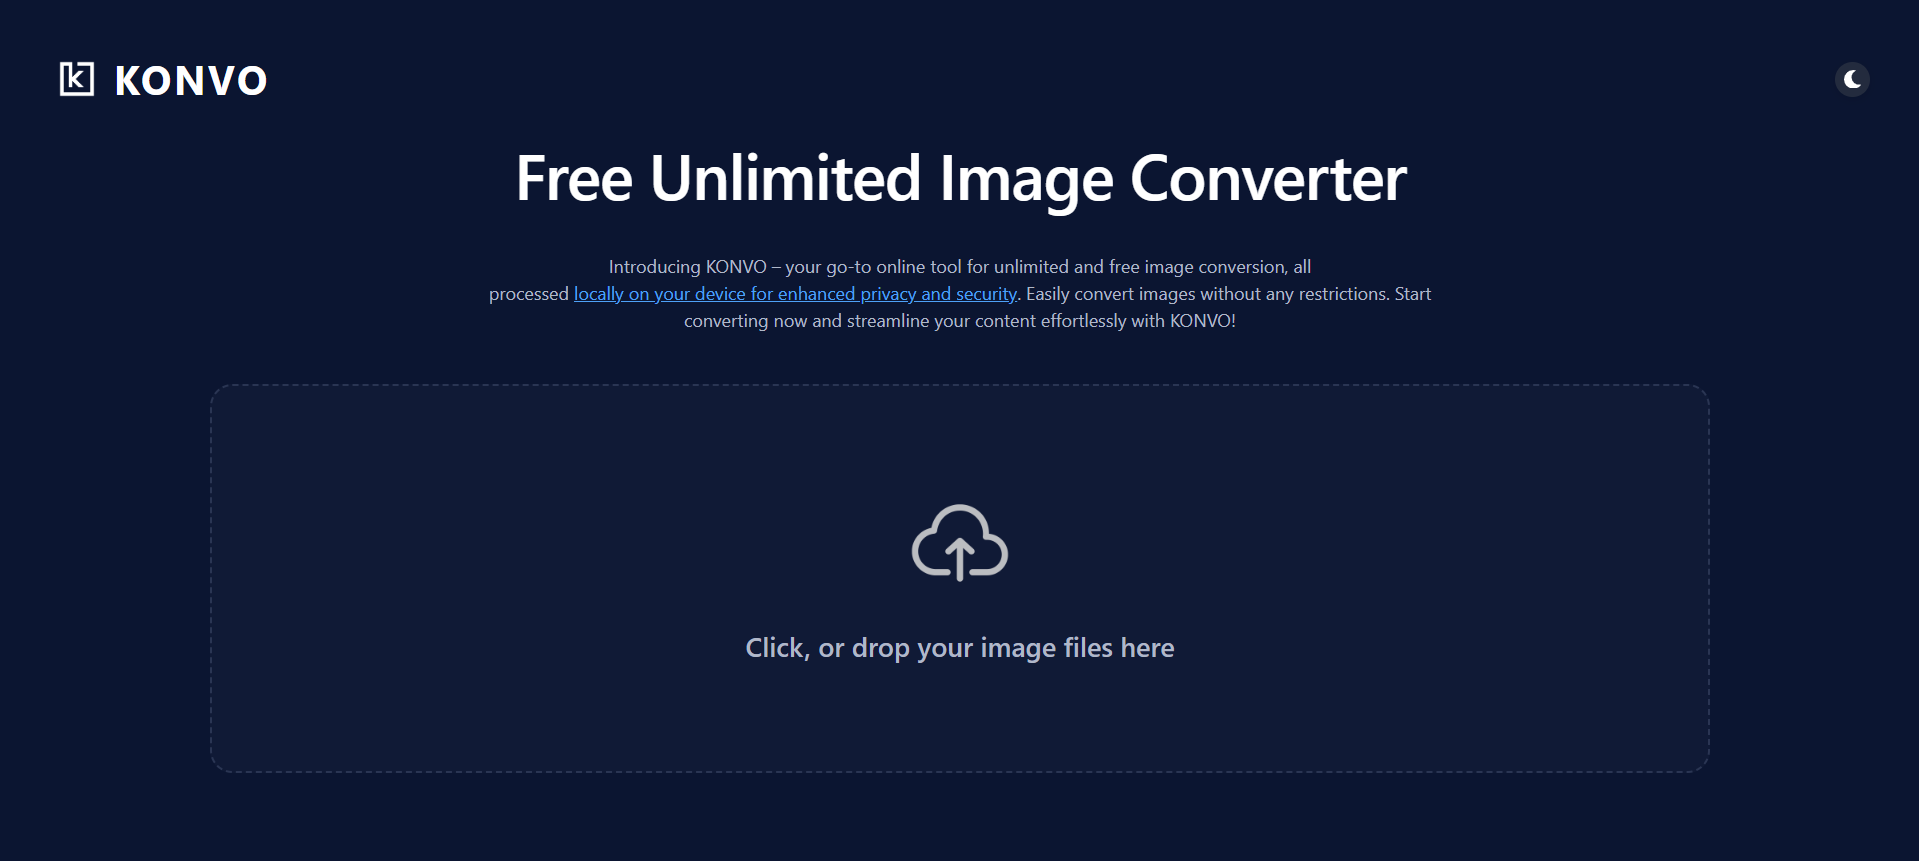 k KONVO
Free Unlimited Image Converter
Introducing KONVO – your go-to online tool for unlimited and free image conversion, all
processed locally on your device for enhanced privacy and security. Easily convert images without any restrictions. Start
converting now and streamline your content effortlessly with KONVO!
Click, or drop your image files here